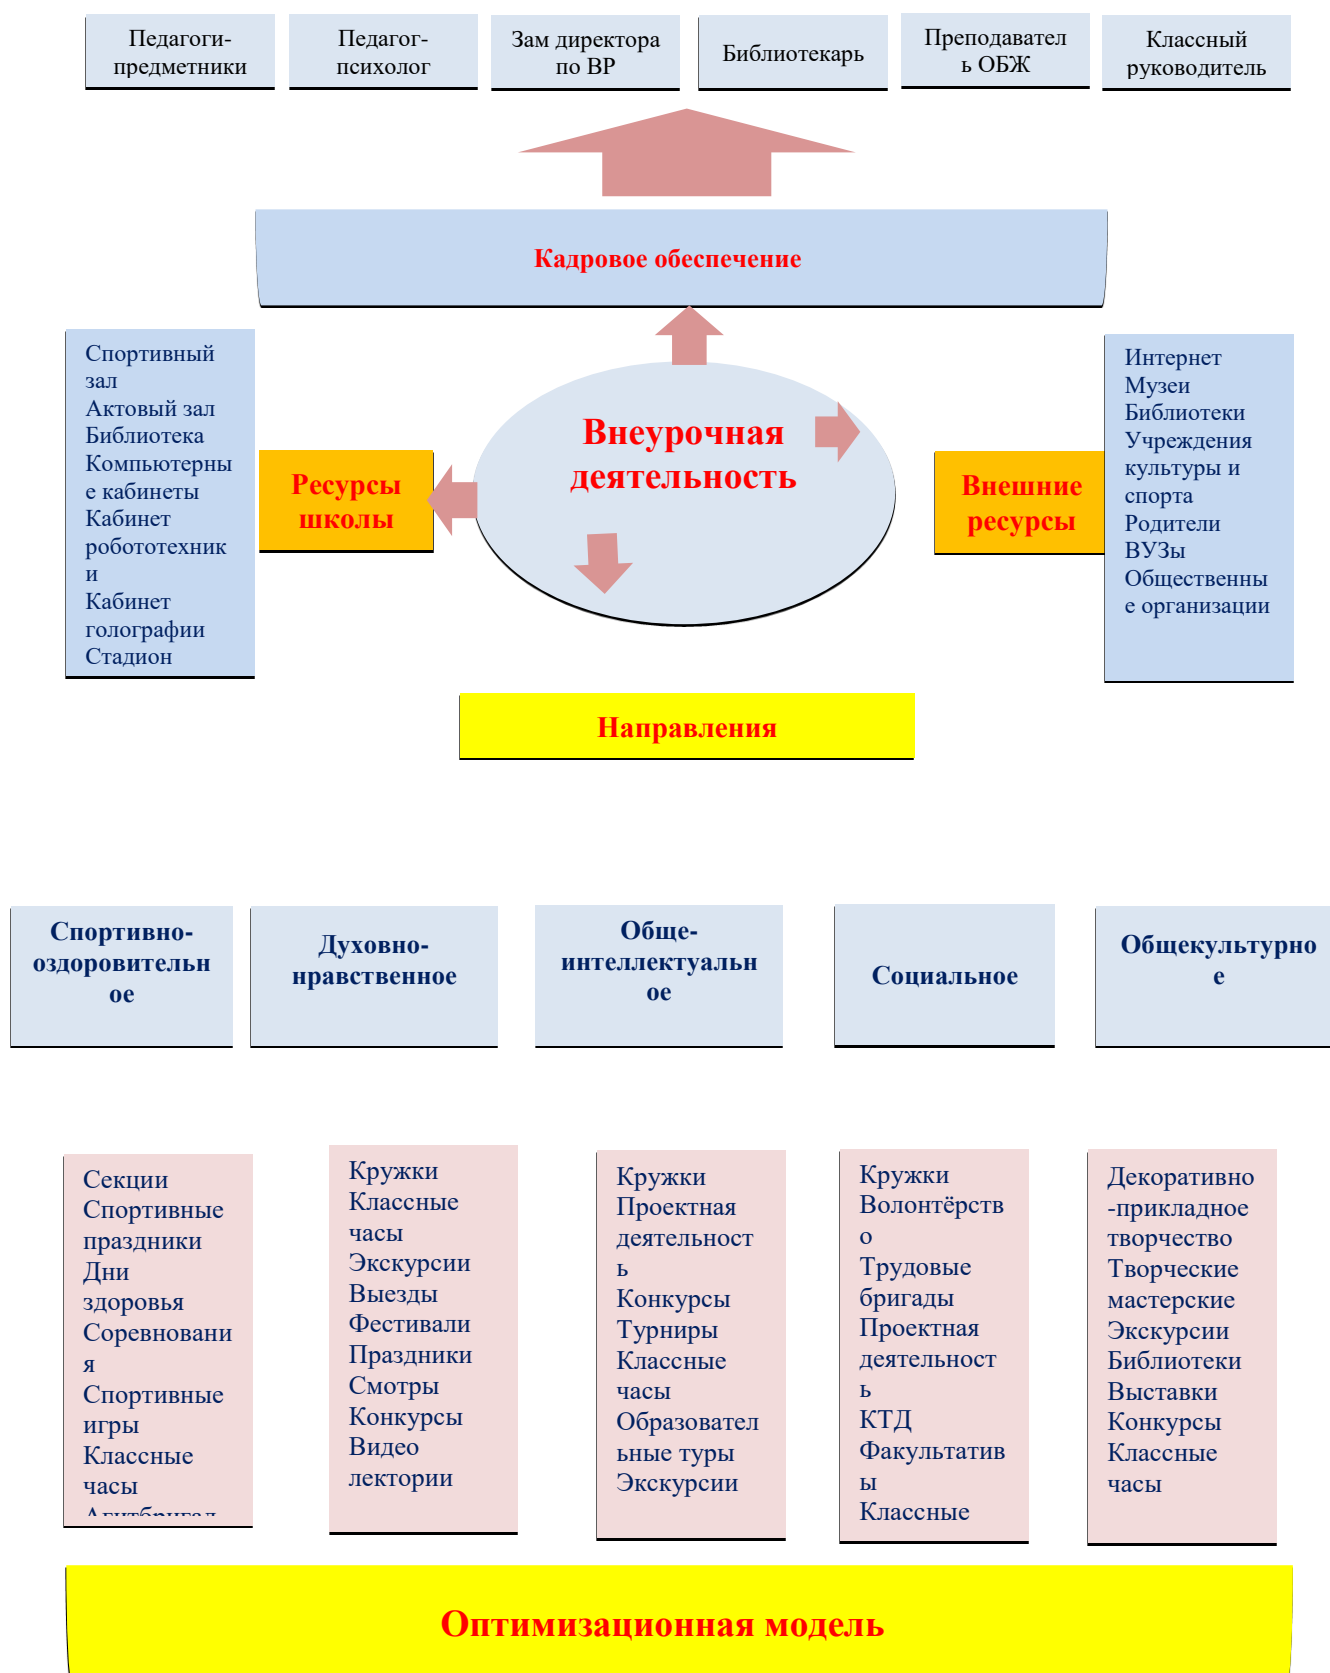 Педагоги-
предметники
Педагог-
психолог
Зам директора
по ВР
Библиотекарь
Преподавател
ь ОБЖ
Классный
руководитель
Кадровое обеспечение
Спортивный
зал
Актовый зал
Библиотека
Компьютерны
е кабинеты
Кабинет
робототехник
и
Кабинет
голографии
Стадион
Ресурсы
школы
Внеурочная
деятельность
Внешние
ресурсы
Интернет
Музеи
Библиотеки
Учреждения
культуры и
спорта
Родители
ВУЗы
Общественны
е организации
Направления
Спортивно-
оздоровительн
ое
Духовно-
нравственное
Обще-
интеллектуальн
ое
Социальное
Общекультурно
е
Секции
Спортивные
праздники
Дни
здоровья
Соревновани
я
Спортивные
игры
Классные
часы
Агитбригад
Кружки
Классные
часы
Экскурсии
Выезды
Фестивали
Праздники
Смотры
Конкурсы
Видео
лектории
Кружки
Проектная
деятельност
ь
Конкурсы
Турниры
Классные
часы
Образовател
ьные туры
Экскурсии
Кружки
Волонтёрств
о
Трудовые
бригады
Проектная
деятельност
ь
КТД
Факультатив
ы
Классные
Декоративно
-прикладное
творчество
Творческие
мастерские
Экскурсии
Библиотеки
Выставки
Конкурсы
Классные
часы
Оптимизационная модель